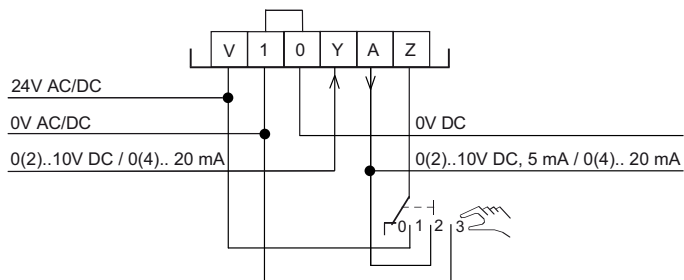 V 1 0 Y A Z
24V AC/DC
0V AC/DC
0V DC
0(2)..10V DC / 0(4).. 20 mA
0(2)..10V DC, 5 mA / 0(4).. 20 mA
0 1 2 3